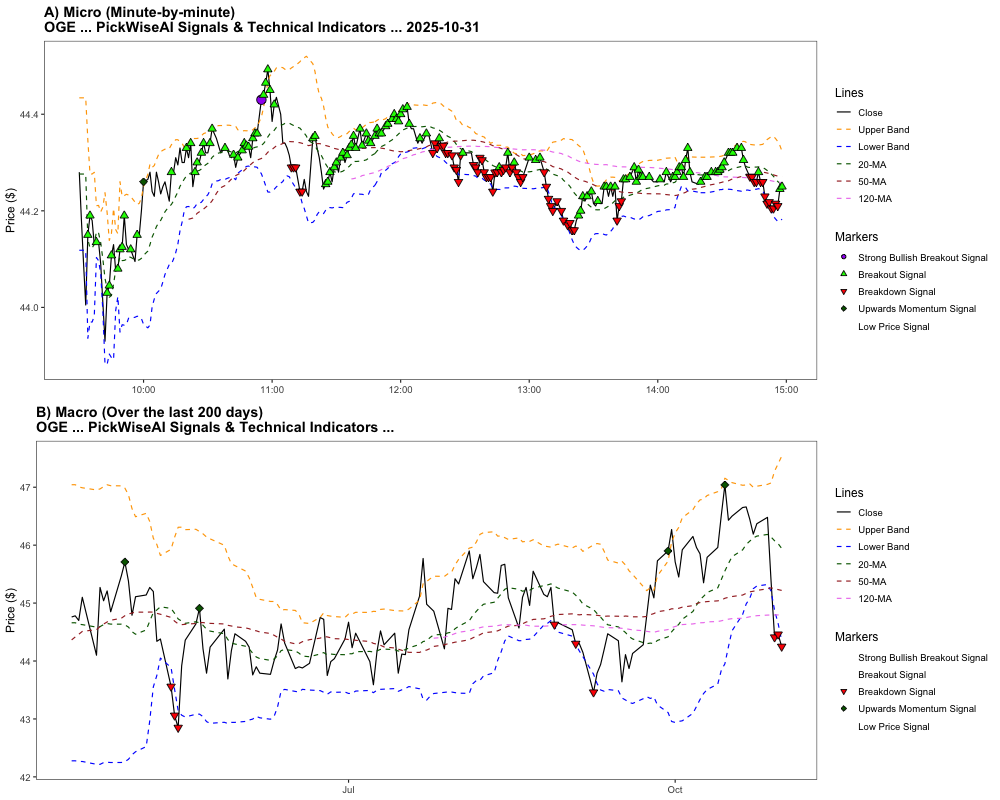 A) Micro (Minute-by-minute)
OGE ... PickWiseAI Signals & Technical Indicators ... 2025-10-31
Price ($)
44.4
44.2
44.0
10:00
11:00
12:00
13:00
14:00
15:00
Lines
Close
Upper Band
Lower Band
20-MA
50-MA
120-MA
Markers
Strong Bullish Breakout Signal
Breakout Signal
Breakdown Signal
Upwards Momentum Signal
Low Price Signal
B) Macro (Over the last 200 days)
OGE ... PickWiseAI Signals & Technical Indicators ...
Price ($)
47
46
45
44
43
42
Jul
Oct
Lines
Close
Upper Band
Lower Band
20-MA
50-MA
120-MA
Markers
Strong Bullish Breakout Signal
Breakout Signal
Breakdown Signal
Upwards Momentum Signal
Low Price Signal